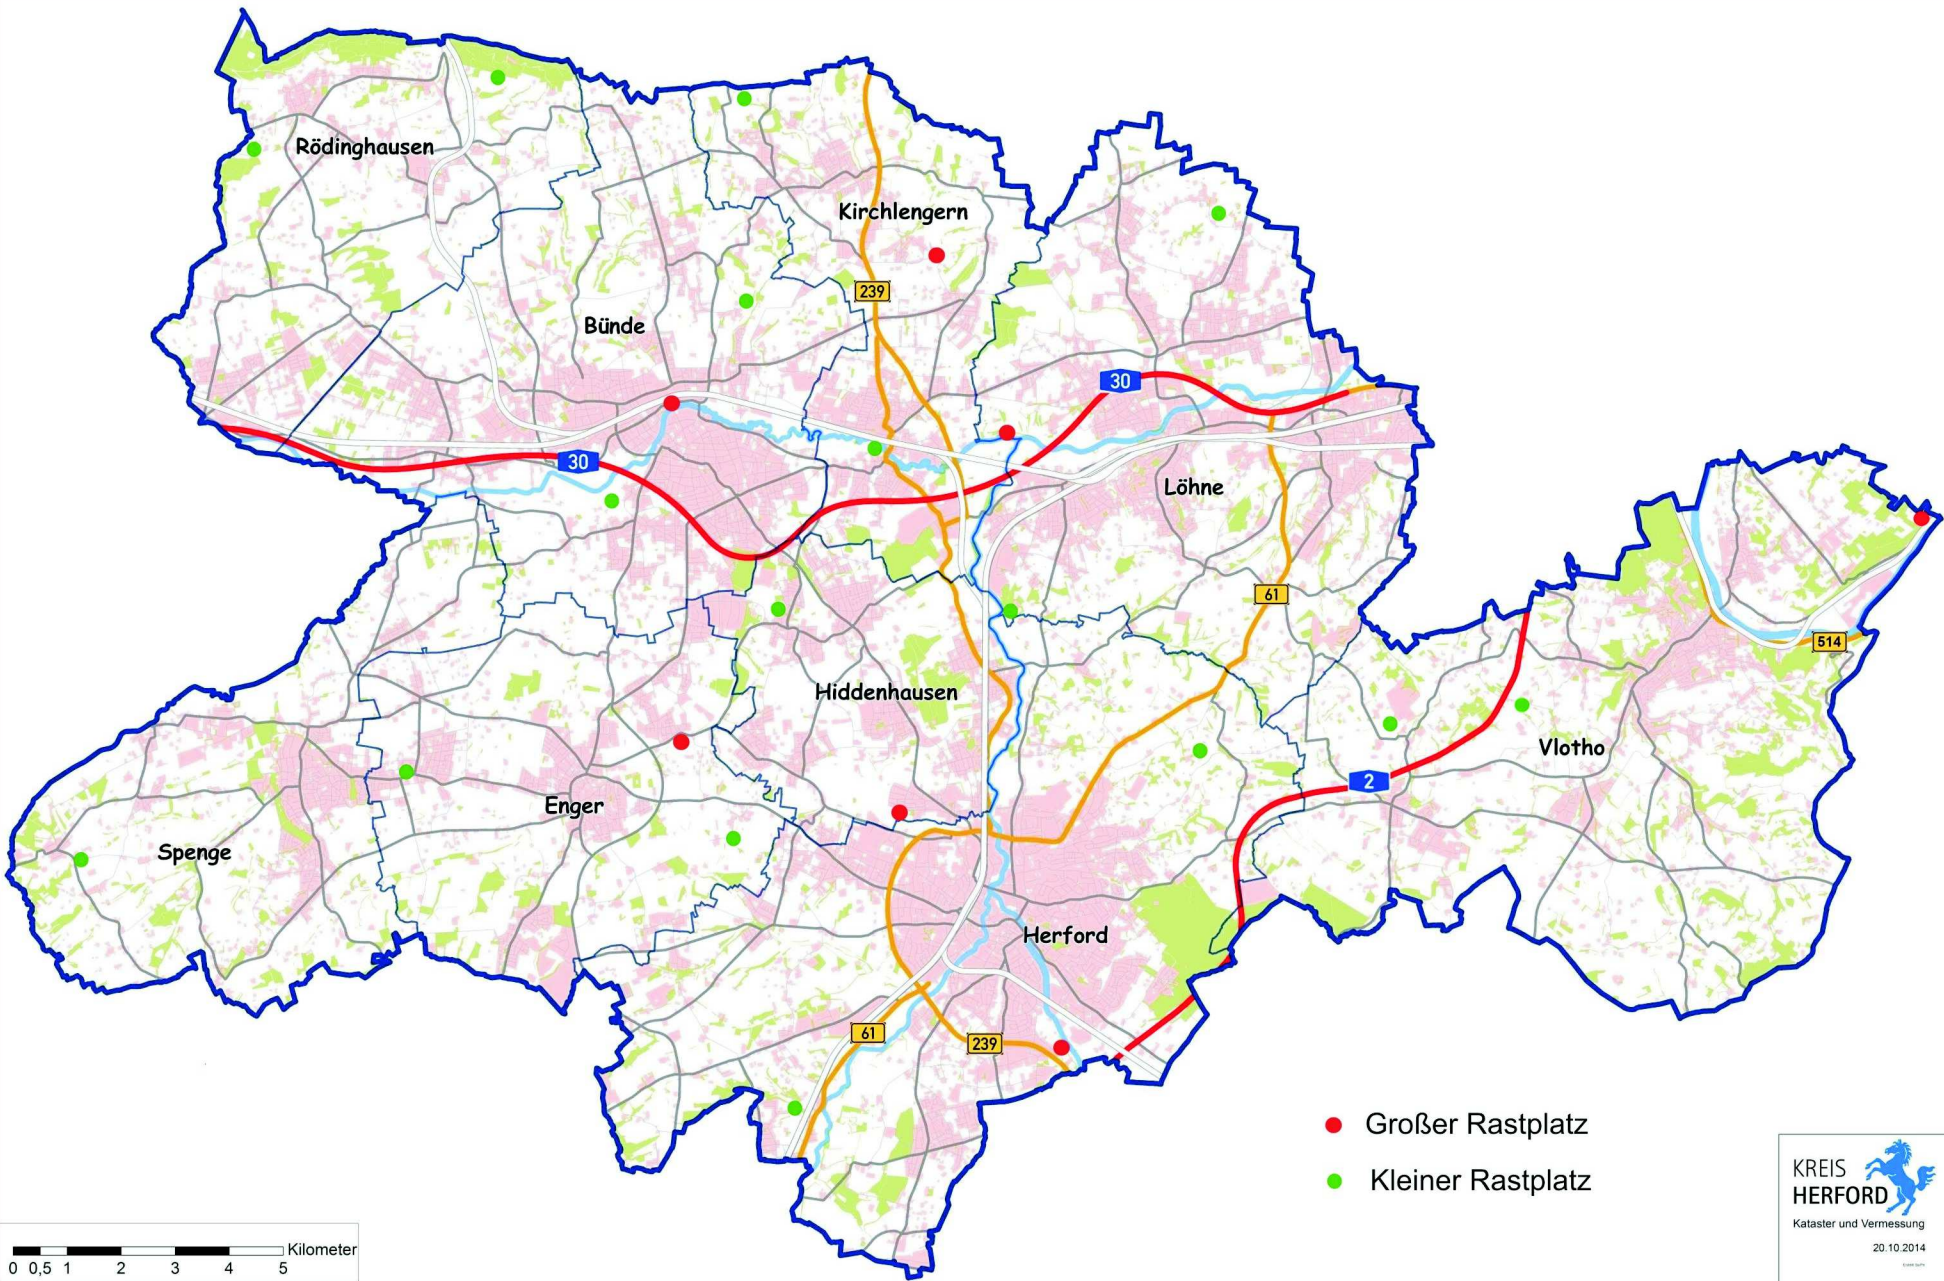 Rödinghausen
Kirchlengern
239
Bünde
30
30
Löhne
61
514
Hiddenhausen
Vlotho
2
Enger
Spenge
Herford
61
239
Großer Rastplatz
Kleiner Rastplatz
KREIS
HERFORD
Kataster und Vermessung
20.10.2014
Kilometer
0 0,5 1 2 3 4 5